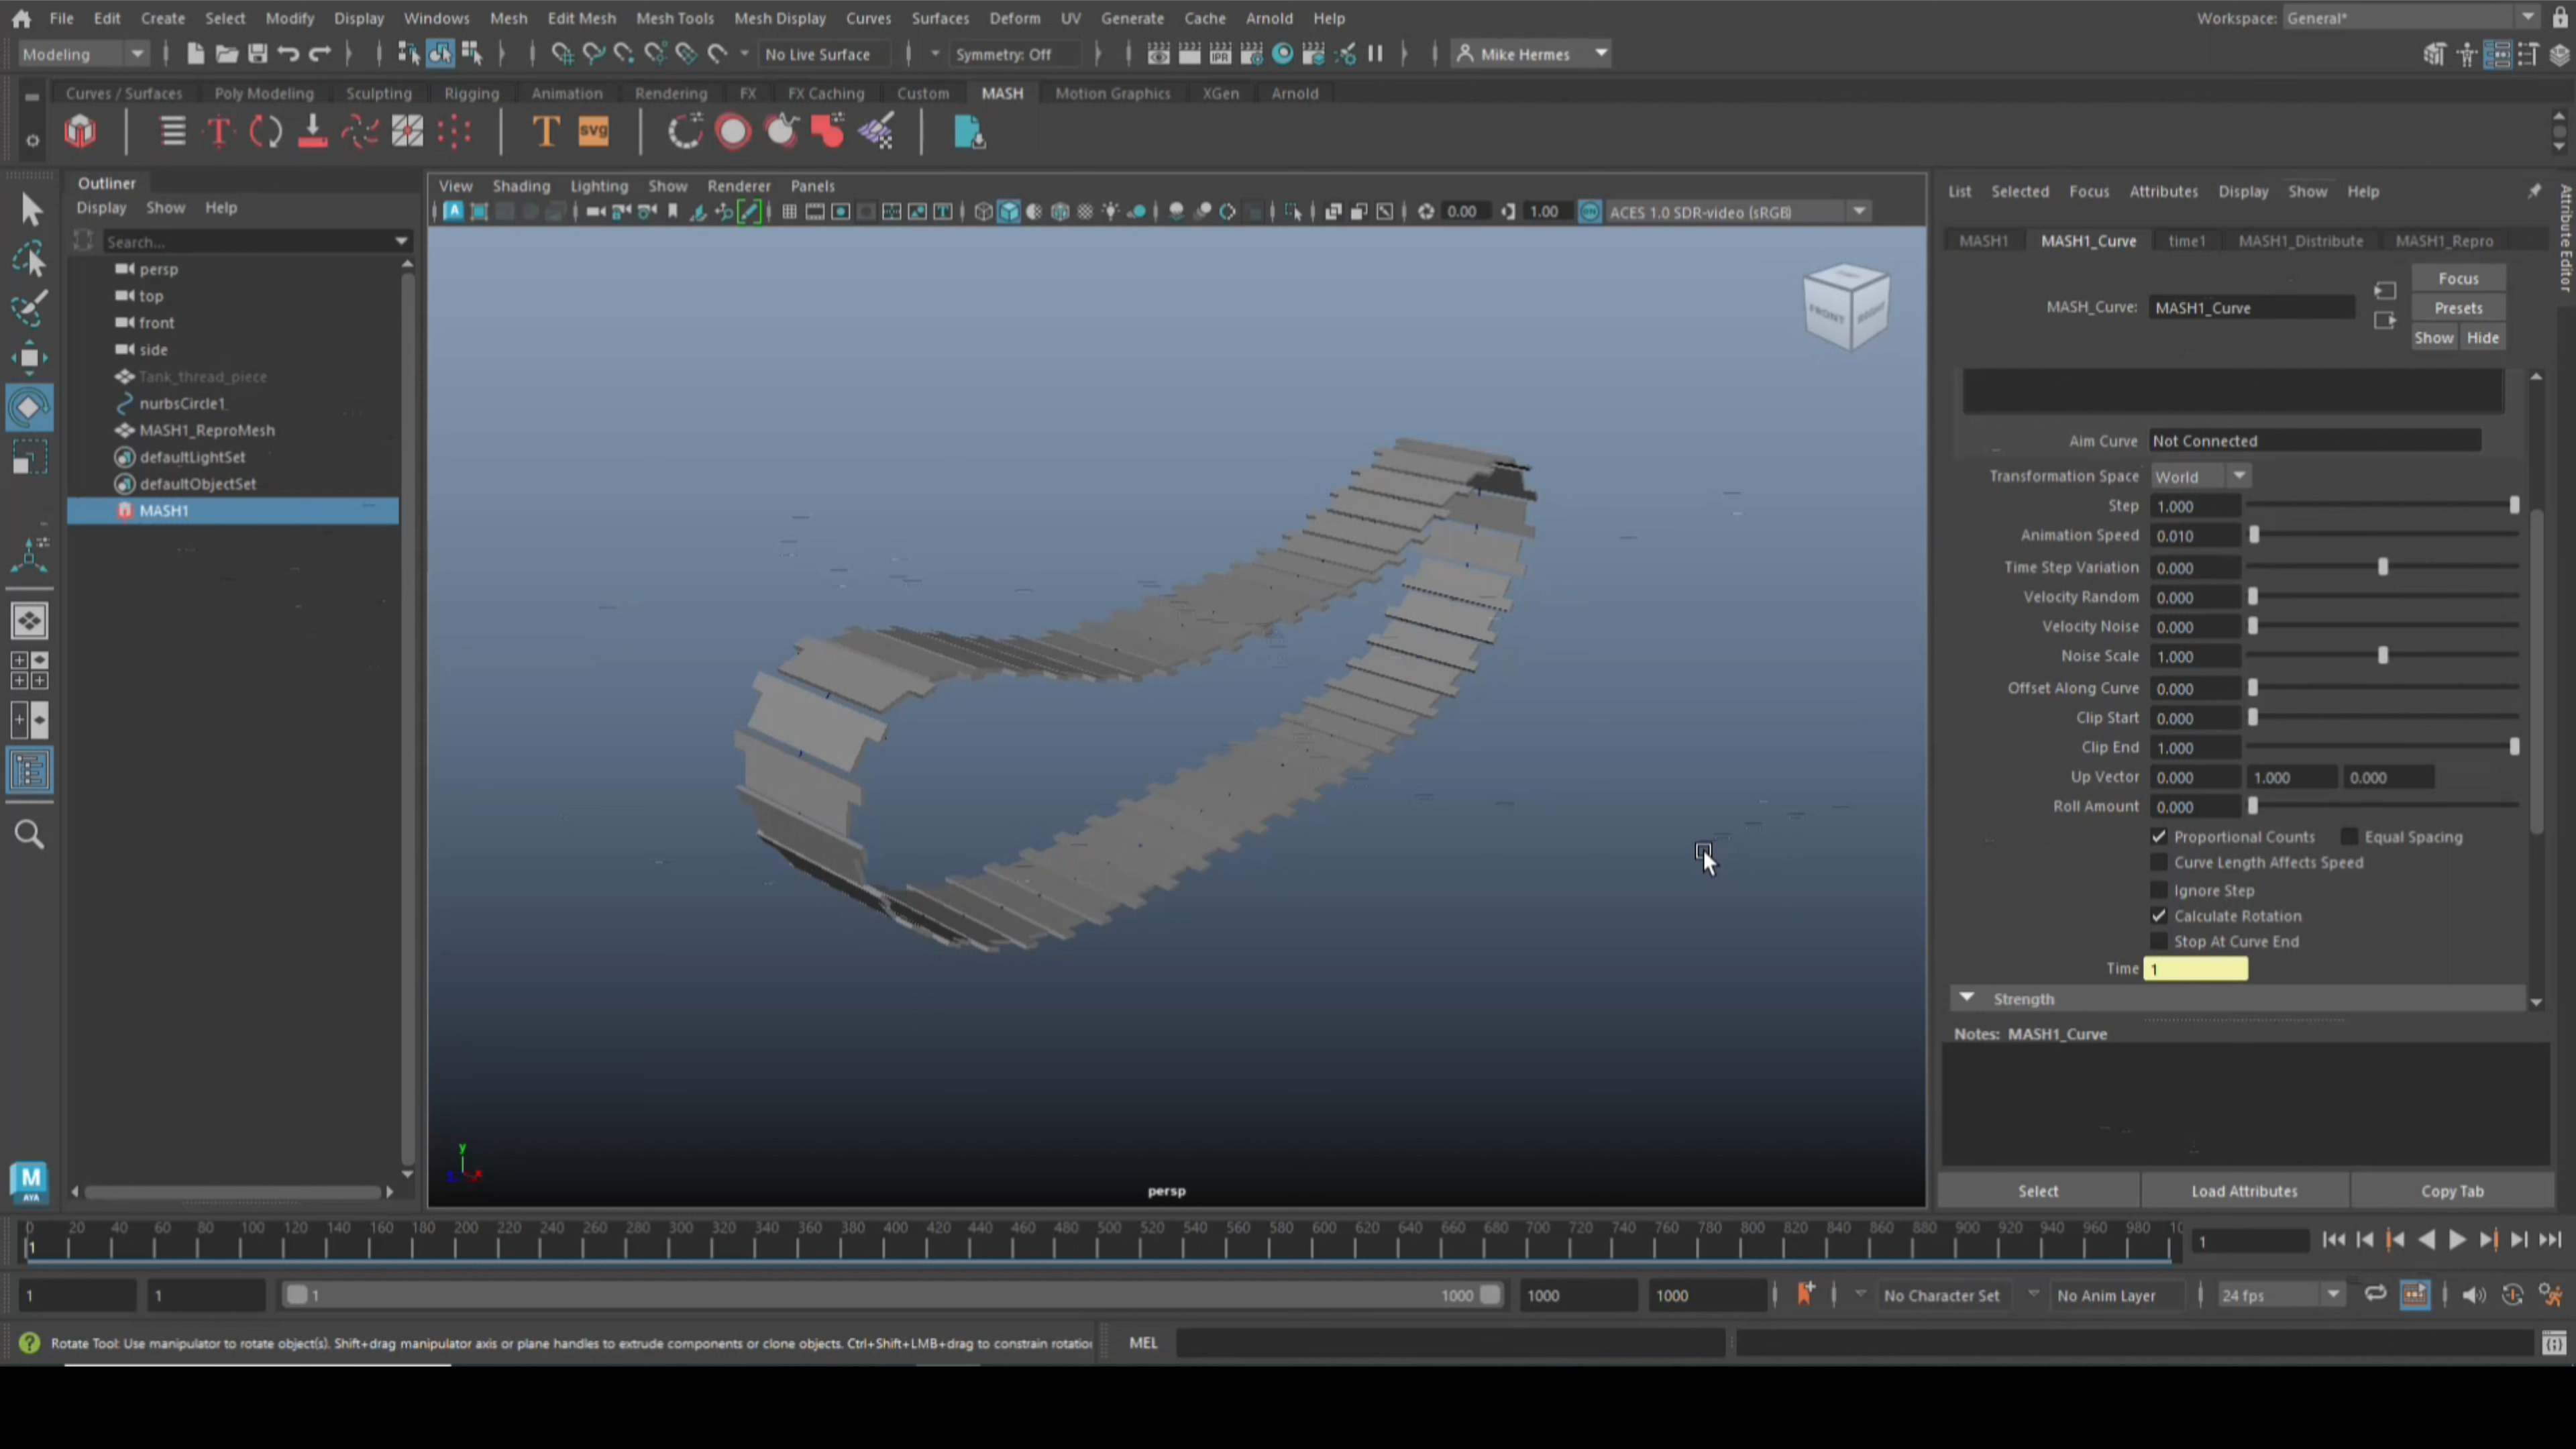 File Edit Create Select Modify Display Windows Mesh Edit Mesh Mesh Tools Mesh Display Curves Surfaces Deform UV Generate Cache Arnold Help
Workspace: General*
Modeling
No Live Surface
Symmetry: Off
IPR
Mike Hermes
Curves / Surfaces Poly Modeling Sculpting Rigging Animation Rendering FX FX Caching Custom MASH Motion Graphics XGen Arnold
T
T
SVG
Outliner
Display Show Help
Search...
persp
top
front
side
Tank_thread_piece
nurbsCircle1
MASH1_ReproMesh
defaultLightSet
defaultObjectSet
MASH1
View Shading Lighting Show Renderer Panels
0.00
1.00
ACES 1.0 SDR-video (sRGB)
FRONT
RIGHT
y
persp
List Selected Focus Attributes Display Show Help
Attribute Editor
MASH1 MASH1_Curve time1 MASH1_Distribute MASH1_Repro
MASH_Curve: MASH1_Curve
Focus
Presets
Show Hide
Aim Curve Not Connected
Transformation Space World
Step 1.000
Animation Speed 0.010
Time Step Variation 0.000
Velocity Random 0.000
Velocity Noise 0.000
Noise Scale 1.000
Offset Along Curve 0.000
Clip Start 0.000
Clip End 1.000
Up Vector 0.000 1.000 0.000
Roll Amount 0.000
Proportional Counts Equal Spacing
Curve Length Affects Speed
Ignore Step
Calculate Rotation
Stop At Curve End
Time 1
Strength
Notes: MASH1_Curve
Select Load Attributes Copy Tab
M
AYA
0 20 40 60 80 100 120 140 160 180 200 220 240 260 280 300 320 340 360 380 400 420 440 460 480 500 520 540 560 580 600 620 640 660 680 700 720 740 760 780 800 820 840 860 880 900 920 940 960 980 10
1
1
1 1 1 1000 1000 1000
No Character Set
No Anim Layer
24 fps
Rotate Tool: Use manipulator to rotate object(s). Shift+drag manipulator axis or plane handles to extrude components or clone objects. Ctrl+Shift+LMB+drag to constrain rotatio
MEL